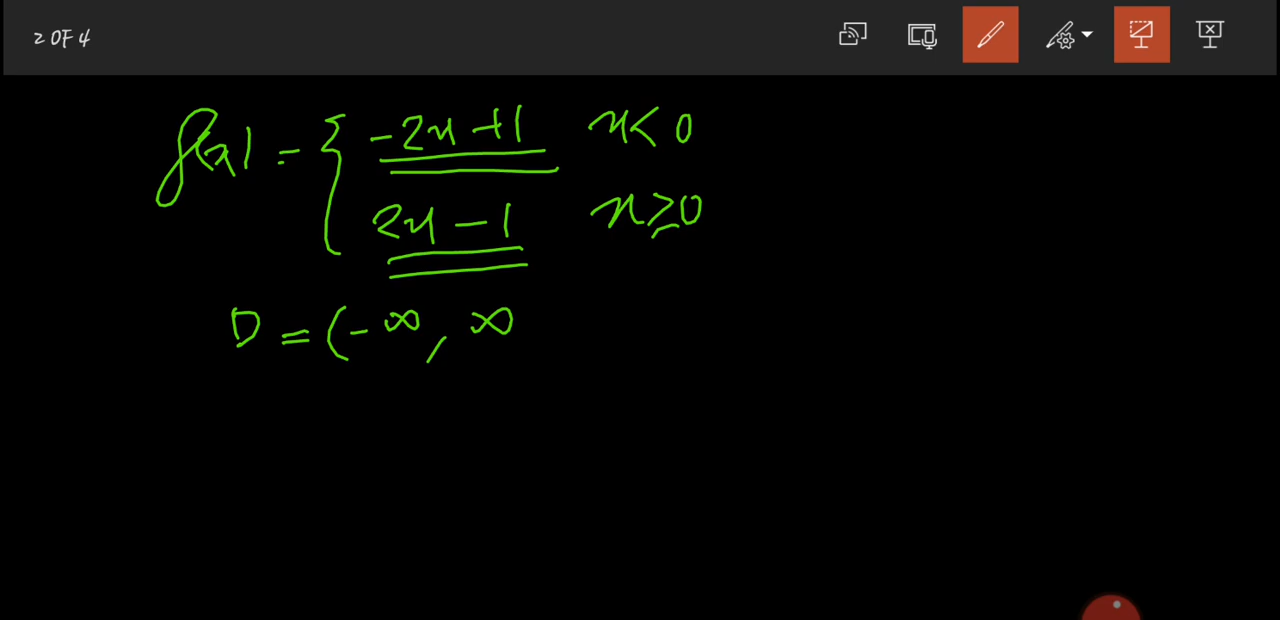 2 OF 4
f(x) = { -2x+1 x < 0
2x-1 x ≥ 0
D = (-∞, ∞